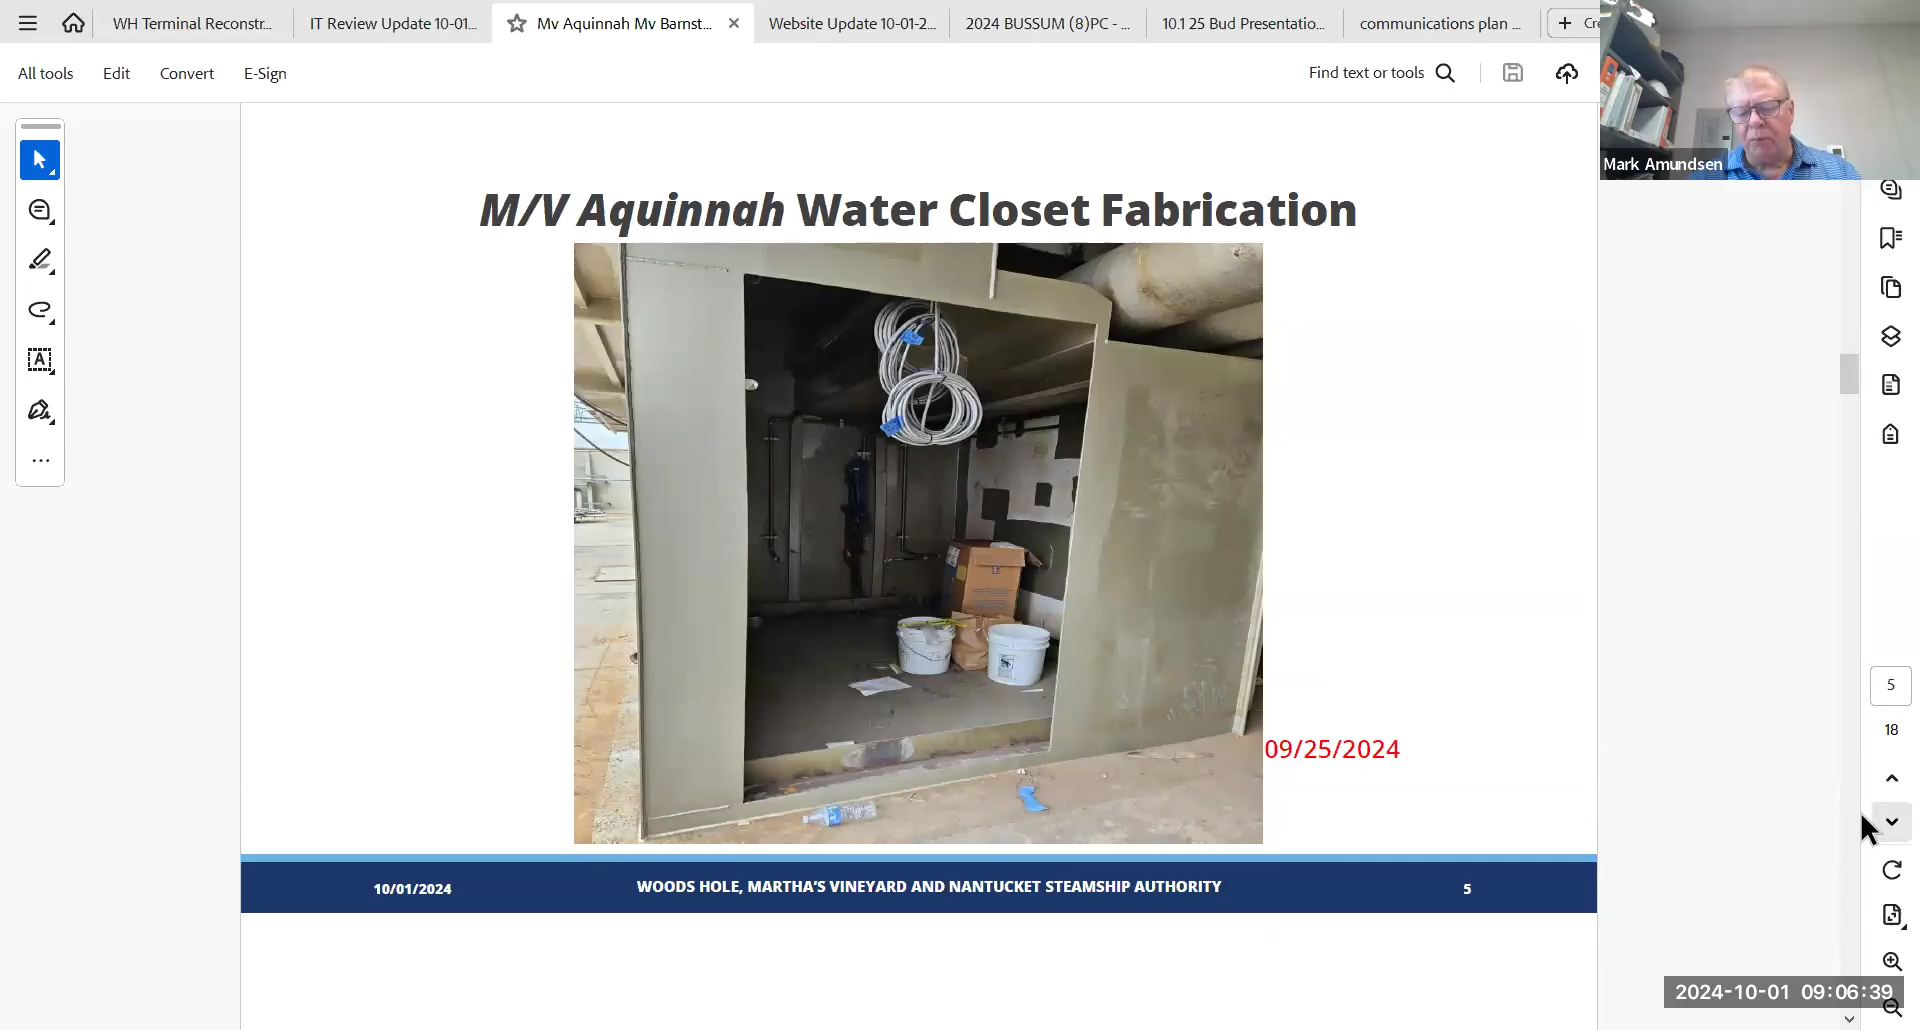 WH Terminal Reconstr...
IT Review Update 10-01...
Mv Aquinnah Mv Barnst...
Website Update 10-01-2...
2024 BUSSUM (8)PC - ...
10.1 25 Bud Presentatio...
communications plan ...
All tools
Edit
Convert
E-Sign
Find text or tools
Mark Amundsen
M/V Aquinnah Water Closet Fabrication
09/25/2024
5
18
10/01/2024
WOODS HOLE, MARTHA'S VINEYARD AND NANTUCKET STEAMSHIP AUTHORITY
5
2024-10-01 09:06:39